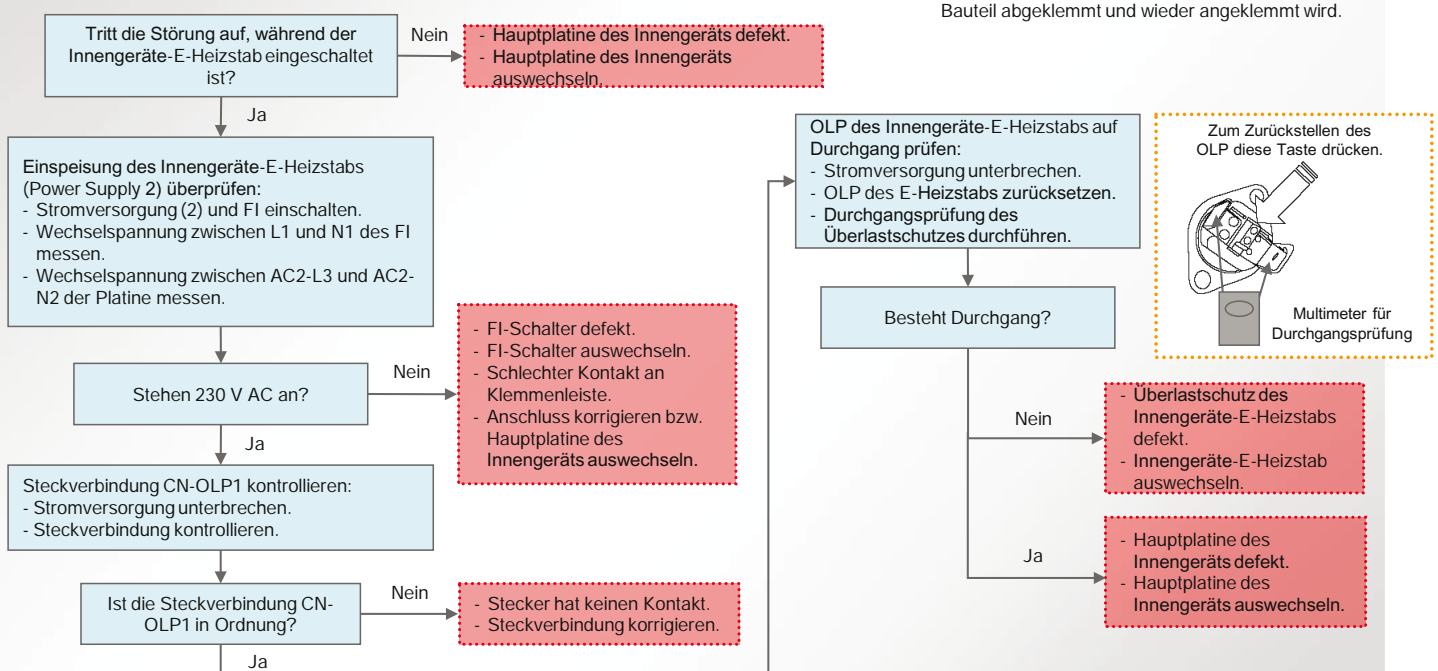 Bauteil abgeklemmt und wieder angeklemmt wird.
Tritt die Störung auf, während der
Innengeräte-E-Heizstab eingeschaltet
ist?
Nein
- Hauptplatine des Innengeräts defekt.
- Hauptplatine des Innengeräts
auswechseln.
Ja
Einspeisung des Innengeräte-E-Heizstabs
(Power Supply 2) überprüfen:
- Stromversorgung (2) und FI einschalten.
- Wechselspannung zwischen L1 und N1 des FI
messen.
- Wechselspannung zwischen AC2-L3 und AC2-
N2 der Platine messen.
Stehen 230 V AC an?
Nein
- FI-Schalter defekt.
- FI-Schalter auswechseln.
- Schlechter Kontakt an
Klemmenleiste.
- Anschluss korrigieren bzw.
Hauptplatine des
Innengeräts auswechseln.
Ja
Steckverbindung CN-OLP1 kontrollieren:
- Stromversorgung unterbrechen.
- Steckverbindung kontrollieren.
Ist die Steckverbindung CN-
OLP1 in Ordnung?
Nein
- Stecker hat keinen Kontakt.
- Steckverbindung korrigieren.
Ja
OLP des Innengeräte-E-Heizstabs auf
Durchgang prüfen:
- Stromversorgung unterbrechen.
- OLP des E-Heizstabs zurücksetzen.
- Durchgangsprüfung des
Überlastschutzes durchführen.
Zum Zurückstellen des
OLP diese Taste drücken.
Multimeter für
Durchgangsprüfung
Besteht Durchgang?
Nein
- Überlastschutz des
Innengeräte-E-Heizstabs
defekt.
- Innengeräte-E-Heizstab
auswechseln.
Ja
- Hauptplatine des
Innengeräts defekt.
- Hauptplatine des
Innengeräts auswechseln.